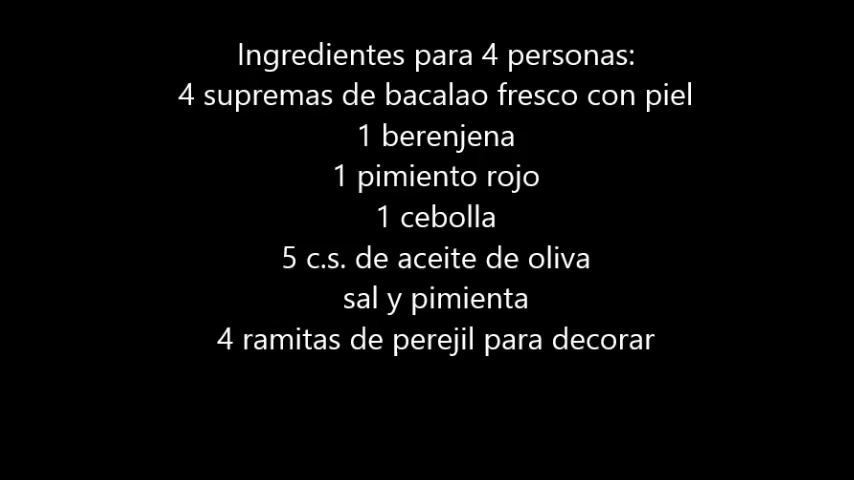 Ingredientes para 4 personas:
4 supremas de bacalao fresco con piel
1 berenjena
1 pimiento rojo
1 cebolla
5 c.s. de aceite de oliva
sal y pimienta
4 ramitas de perejil para decorar